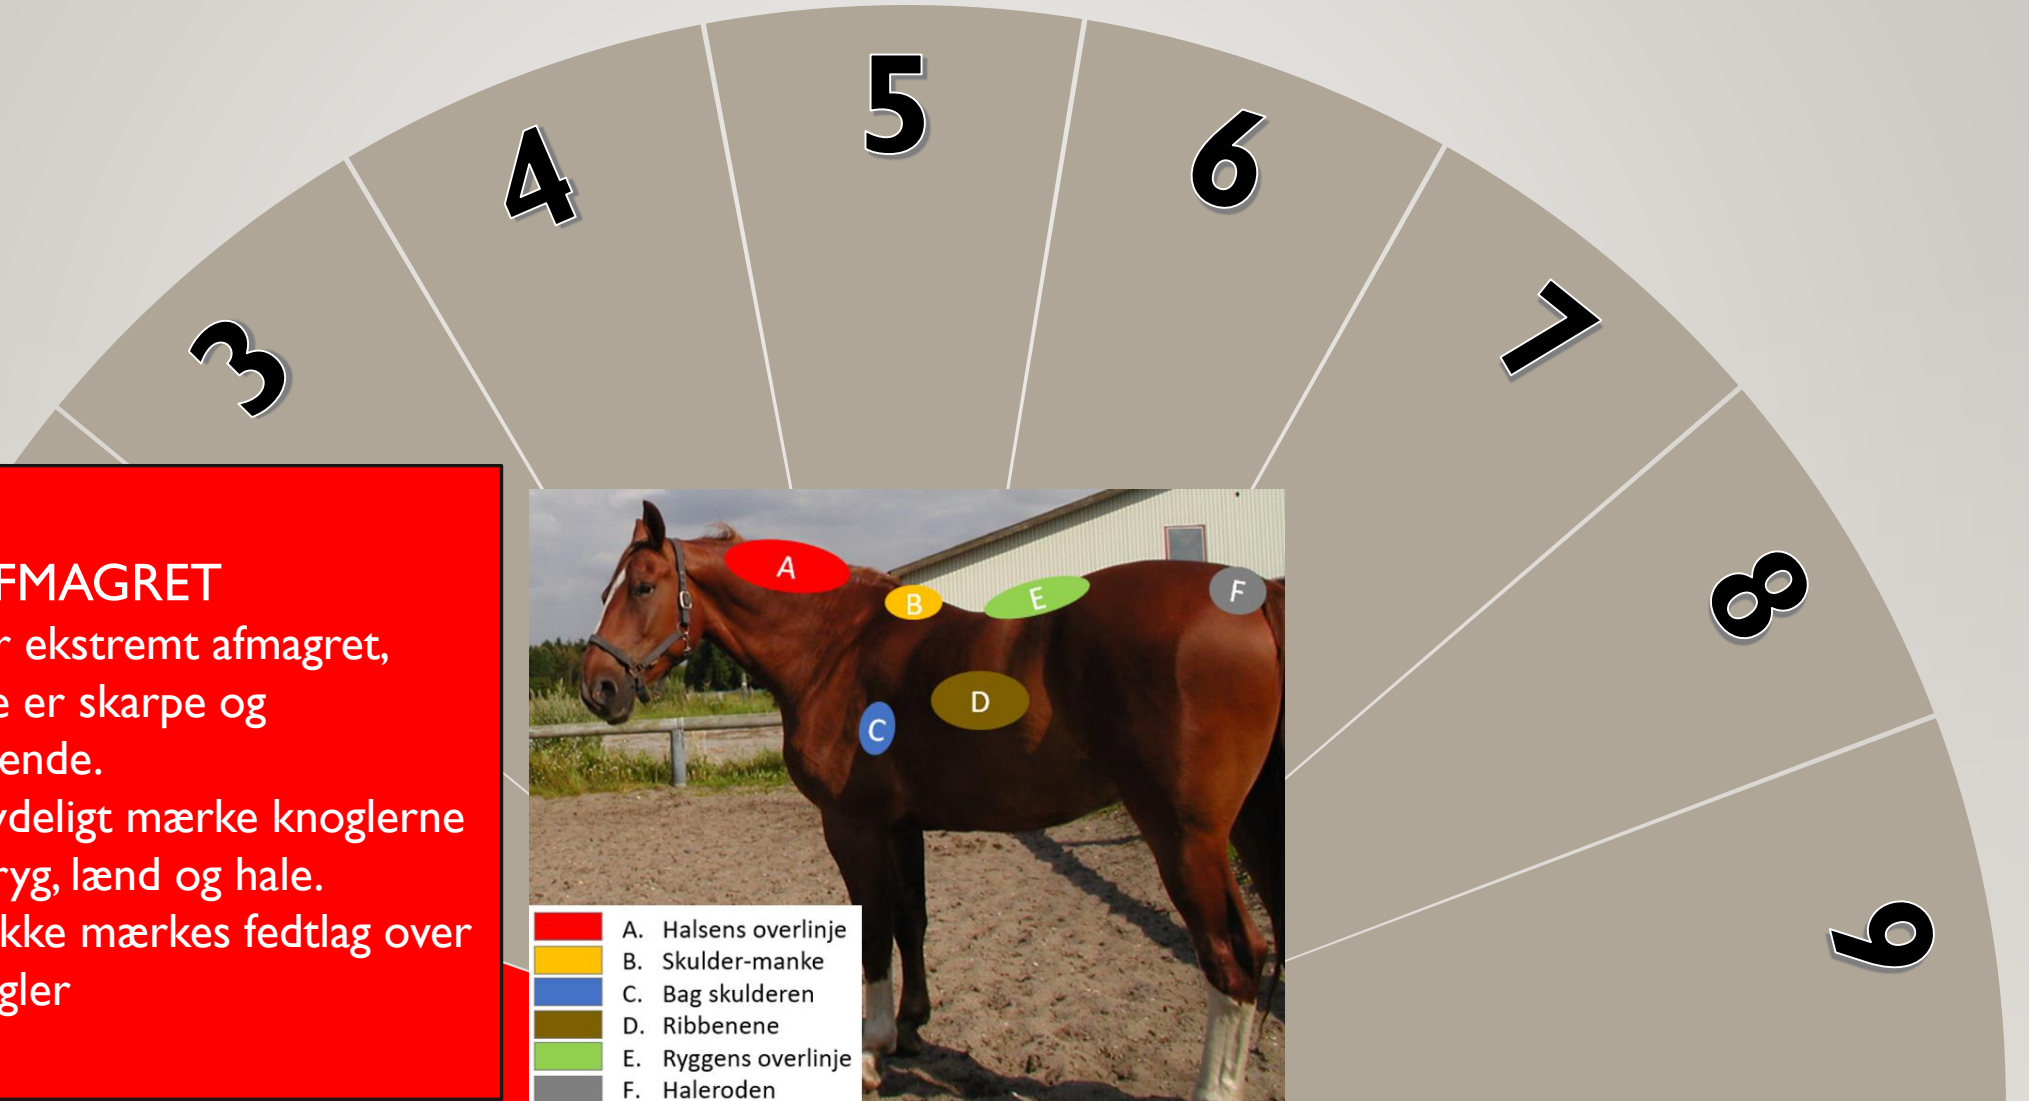 5
4
6
3
7
8
9
FMAGRET
r ekstremt afmagret,
e er skarpe og
ende.
ydeligt mærke knoglerne
ryg, lænd og hale.
kke mærkes fedtlag over
gler
A
B
C
D
E
F
A. Halsens overlinje
B. Skulder-manke
C. Bag skulderen
D. Ribbenene
E. Ryggens overlinje
F. Haleroden